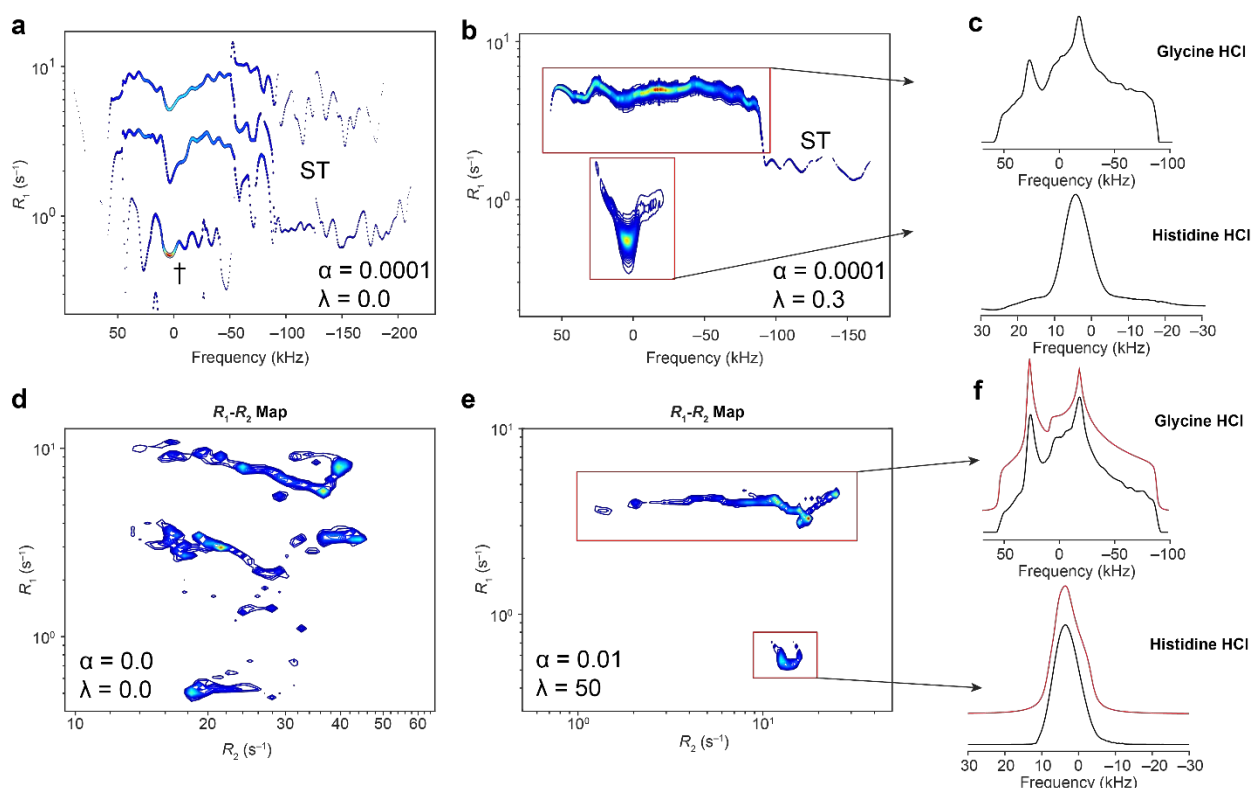 a
10¹
10⁰
R₁ (s⁻¹)
ST
†
α = 0.0001
λ = 0.0
50
0
−50
−100
−150
−200
Frequency (kHz)
b
10¹
10⁰
R₁ (s⁻¹)
ST
α = 0.0001
λ = 0.3
50
0
−50
−100
−150
Frequency (kHz)
c
Glycine HCl
50
0
−50
−100
Frequency (kHz)
Histidine HCl
30
20
10
0
−10
−20
−30
Frequency (kHz)
d
R₁-R₂ Map
10¹
10⁰
R₁ (s⁻¹)
α = 0.0
λ = 0.0
10
20
30
40
50
60
R₂ (s⁻¹)
e
R₁-R₂ Map
10¹
10⁰
R₁ (s⁻¹)
α = 0.01
λ = 50
10⁰
10¹
R₂ (s⁻¹)
f
Glycine HCl
50
0
−50
−100
Frequency (kHz)
Histidine HCl
30
20
10
0
−10
−20
−30
Frequency (kHz)